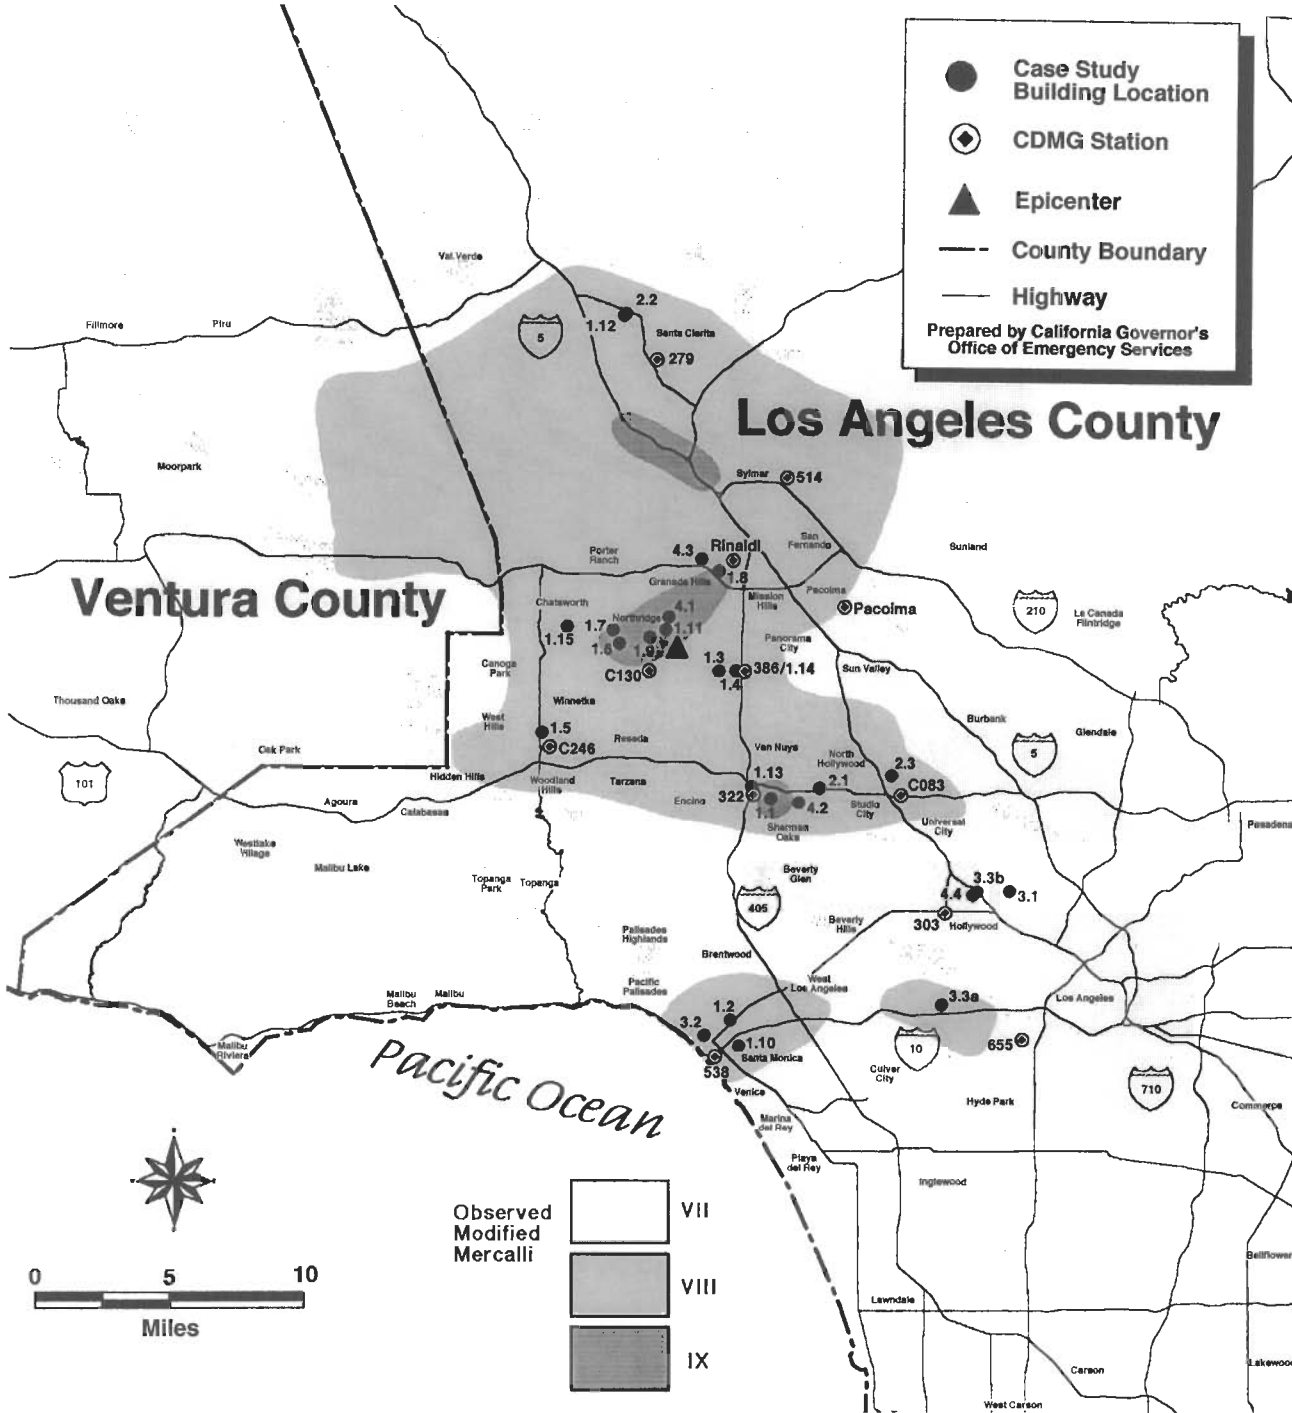 Case Study
Building Location
CDMG Station
Epicenter
County Boundary
Highway
Prepared by California Governor's
Office of Emergency Services
Val Verde
Fillmore
Piru
5
2.2
1.12
Santa Clarita
279
Los Angeles County
Moorpark
Sylmar
514
San
Fernando
Sunland
Porter
Ranch
4.3
Rinaldi
Granada Hills
1.8
Mission
Hills
Pacoima
Pacoima
210
La Canada
Flintridge
Ventura County
Chatsworth
1.15
1.7
Northridge
4.1
1.11
1.6
1.9
Panorama
City
Canoga
Park
C130
1.3
1.4
386/1.14
Sun Valley
Thousand Oaks
Winnetka
West
Hills
Burbank
Glendale
1.5
C246
Reseda
Van Nuys
North
Hollywood
2.3
5
Oak Park
101
Hidden Hills
Woodland
Hills
Tarzana
1.13
2.1
C083
Agoura
Calabasas
Encino
322
1.1
4.2
Studio
City
Universal
City
Pasadena
Sherman
Oaks
Westlake
Village
Malibu Lake
Topanga
Park
Topanga
Beverly
Glen
3.3b
4.4
3.1
405
Beverly
Hills
303
Hollywood
Palisades
Highlands
Brentwood
Pacific
Palisades
West
Los Angeles
Malibu
Beach
Malibu
3.3a
Los Angeles
1.2
3.2
1.10
Santa Monica
538
10
655
Malibu
Riviera
Culver
City
Pacific Ocean
Venice
Hyde Park
710
Commerce
Marina
del Rey
Playa
del Rey
Inglewood
Observed
Modified
Mercalli
VII
VIII
IX
Bellflower
0 5 10
Miles
Lawndale
Carson
Lakewood
West Carson